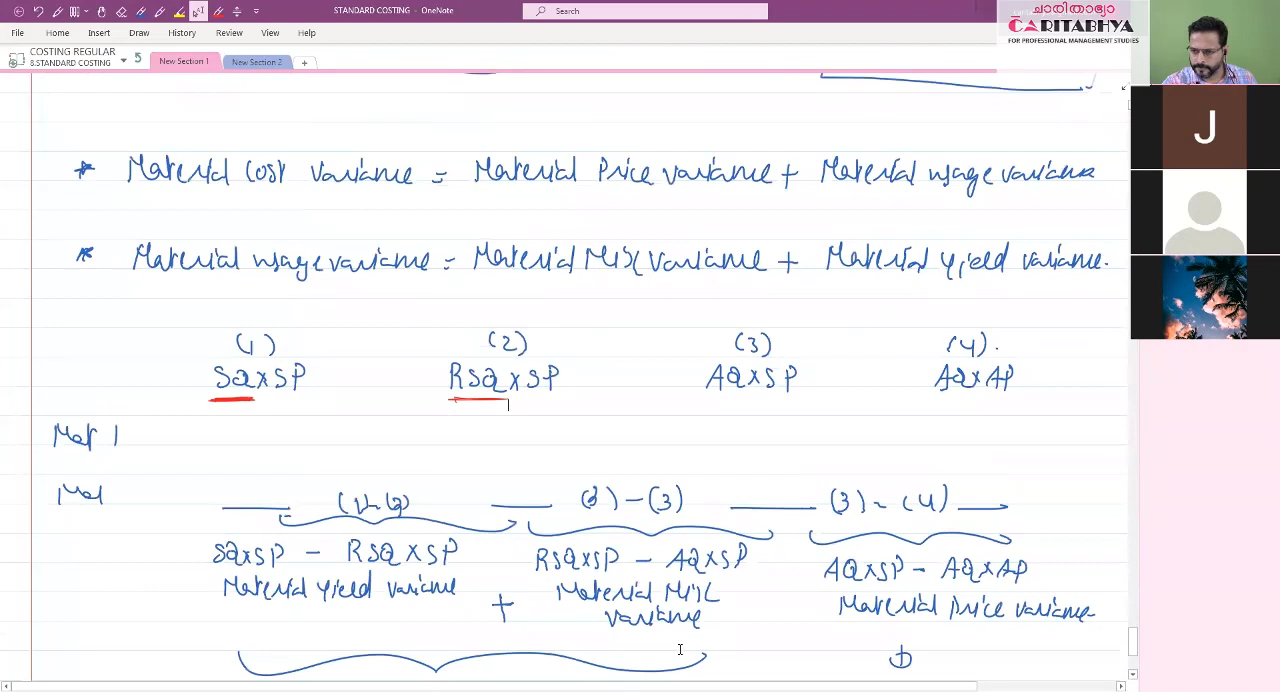 STANDARD COSTING - OneNote
Search
ചാരിതാഭ്യാ
CARITABHYA
FOR PROFESSIONAL MANAGEMENT STUDIES
File Home Insert Draw History Review View Help
COSTING REGULAR
8.STANDARD COSTING
5
New Section 1
New Section 2
+
J
* Material Cost Variance = Material Price variance + Material usage variance
* Material usage variance = Material Mix variance + Material yield variance.
(1) (2) (3) (4).
SQ×SP RSQ×SP AQ×SP AQ×AP
Mat 1
Mat
(1)-(2) (2)-(3) (3)-(4)
SQ×SP - RSQ×SP RSQ×SP - AQ×SP AQ×SP - AQ×AP
Material yield variance + Material Mix variance Material price variance